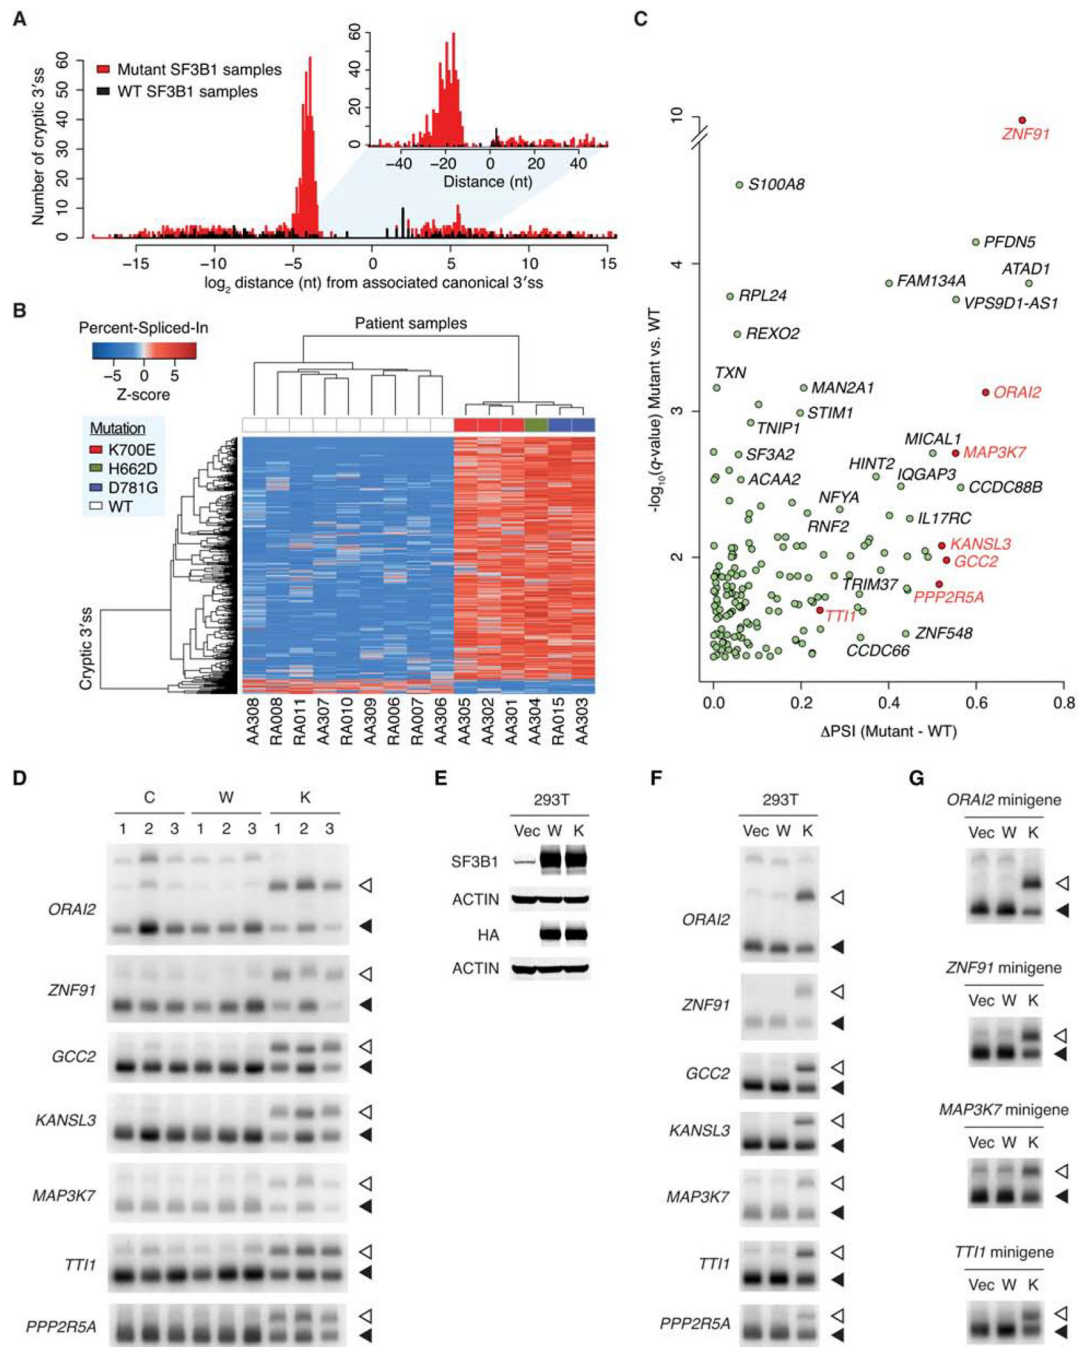 A
Number of cryptic 3′ss
60
50
40
30
20
10
0
Mutant SF3B1 samples
WT SF3B1 samples
60
40
20
0
−40 −20 0 20 40
Distance (nt)
−15 −10 −5 0 5 10 15
log2 distance (nt) from associated canonical 3′ss
B
Percent-Spliced-In
−5 0 5
Z-score
Patient samples
Mutation
K700E
H662D
D781G
WT
Cryptic 3′ss
AA308
RA008
RA011
AA307
RA010
AA309
RA006
RA007
AA306
AA305
AA302
AA301
AA304
RA015
AA303
C
-log10(q-value) Mutant vs. WT
10
4
3
2
ZNF91
S100A8
PFDN5
ATAD1
FAM134A
VPS9D1-AS1
RPL24
REXO2
TXN
MAN2A1
ORAI2
STIM1
TNIP1
MICAL1
MAP3K7
SF3A2
HINT2
IQGAP3
ACAA2
CCDC88B
NFYA
RNF2
IL17RC
KANSL3
GCC2
TRIM37
PPP2R5A
TTI1
ZNF548
CCDC66
0.0 0.2 0.4 0.6 0.8
ΔPSI (Mutant - WT)
D
C W K
1 2 3 1 2 3 1 2 3
ORAI2
ZNF91
GCC2
KANSL3
MAP3K7
TTI1
PPP2R5A
E
293T
Vec W K
SF3B1
ACTIN
HA
ACTIN
F
293T
Vec W K
ORAI2
ZNF91
GCC2
KANSL3
MAP3K7
TTI1
PPP2R5A
G
ORAI2 minigene
Vec W K
ZNF91 minigene
Vec W K
MAP3K7 minigene
Vec W K
TTI1 minigene
Vec W K